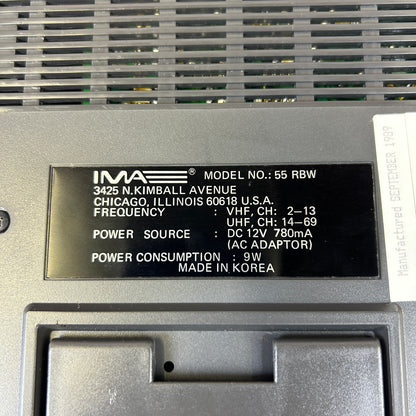 IMA® MODEL NO.: 55 RBW
3425 N.KIMBALL AVENUE
CHICAGO, ILLINOIS 60618 U.S.A.
FREQUENCY : VHF, CH: 2-13
UHF, CH: 14-69
POWER SOURCE : DC 12V 780mA
(AC ADAPTOR)
POWER CONSUMPTION : 9W
MADE IN KOREA
Manufactured SEPTEMBER 1989